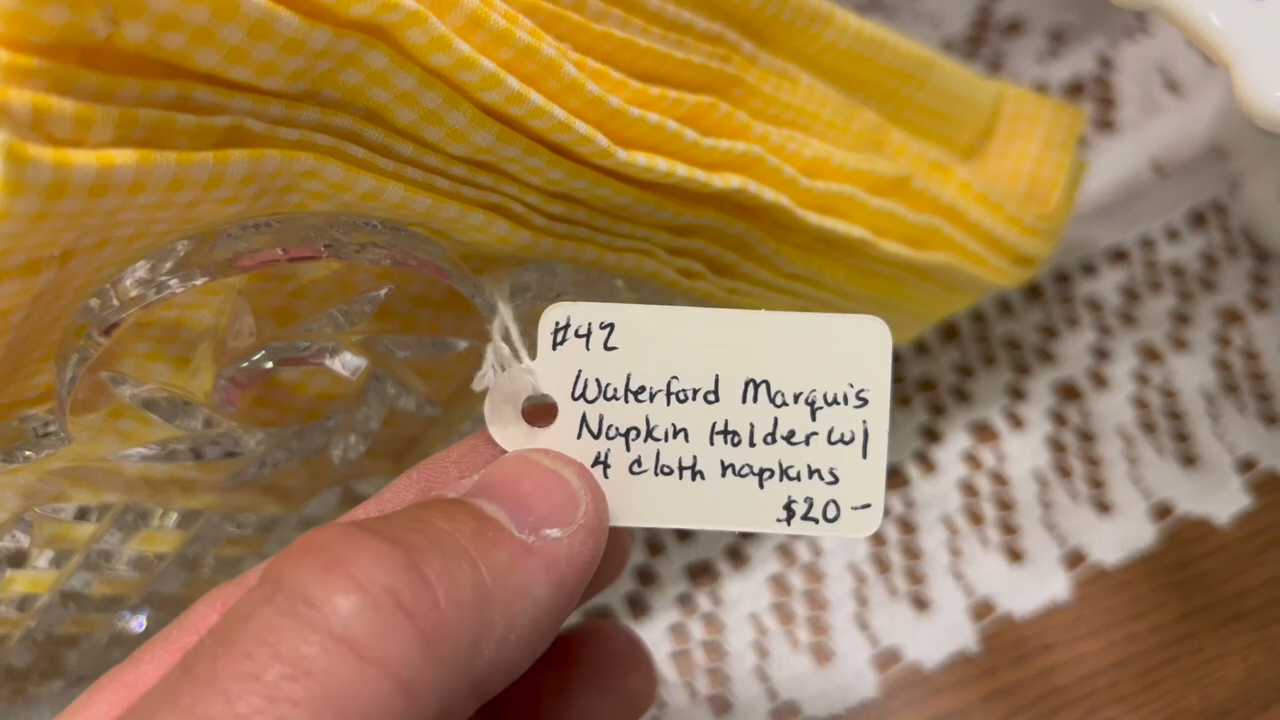 #42
Waterford Marquis
Napkin Holder w/
4 cloth napkins
$20-